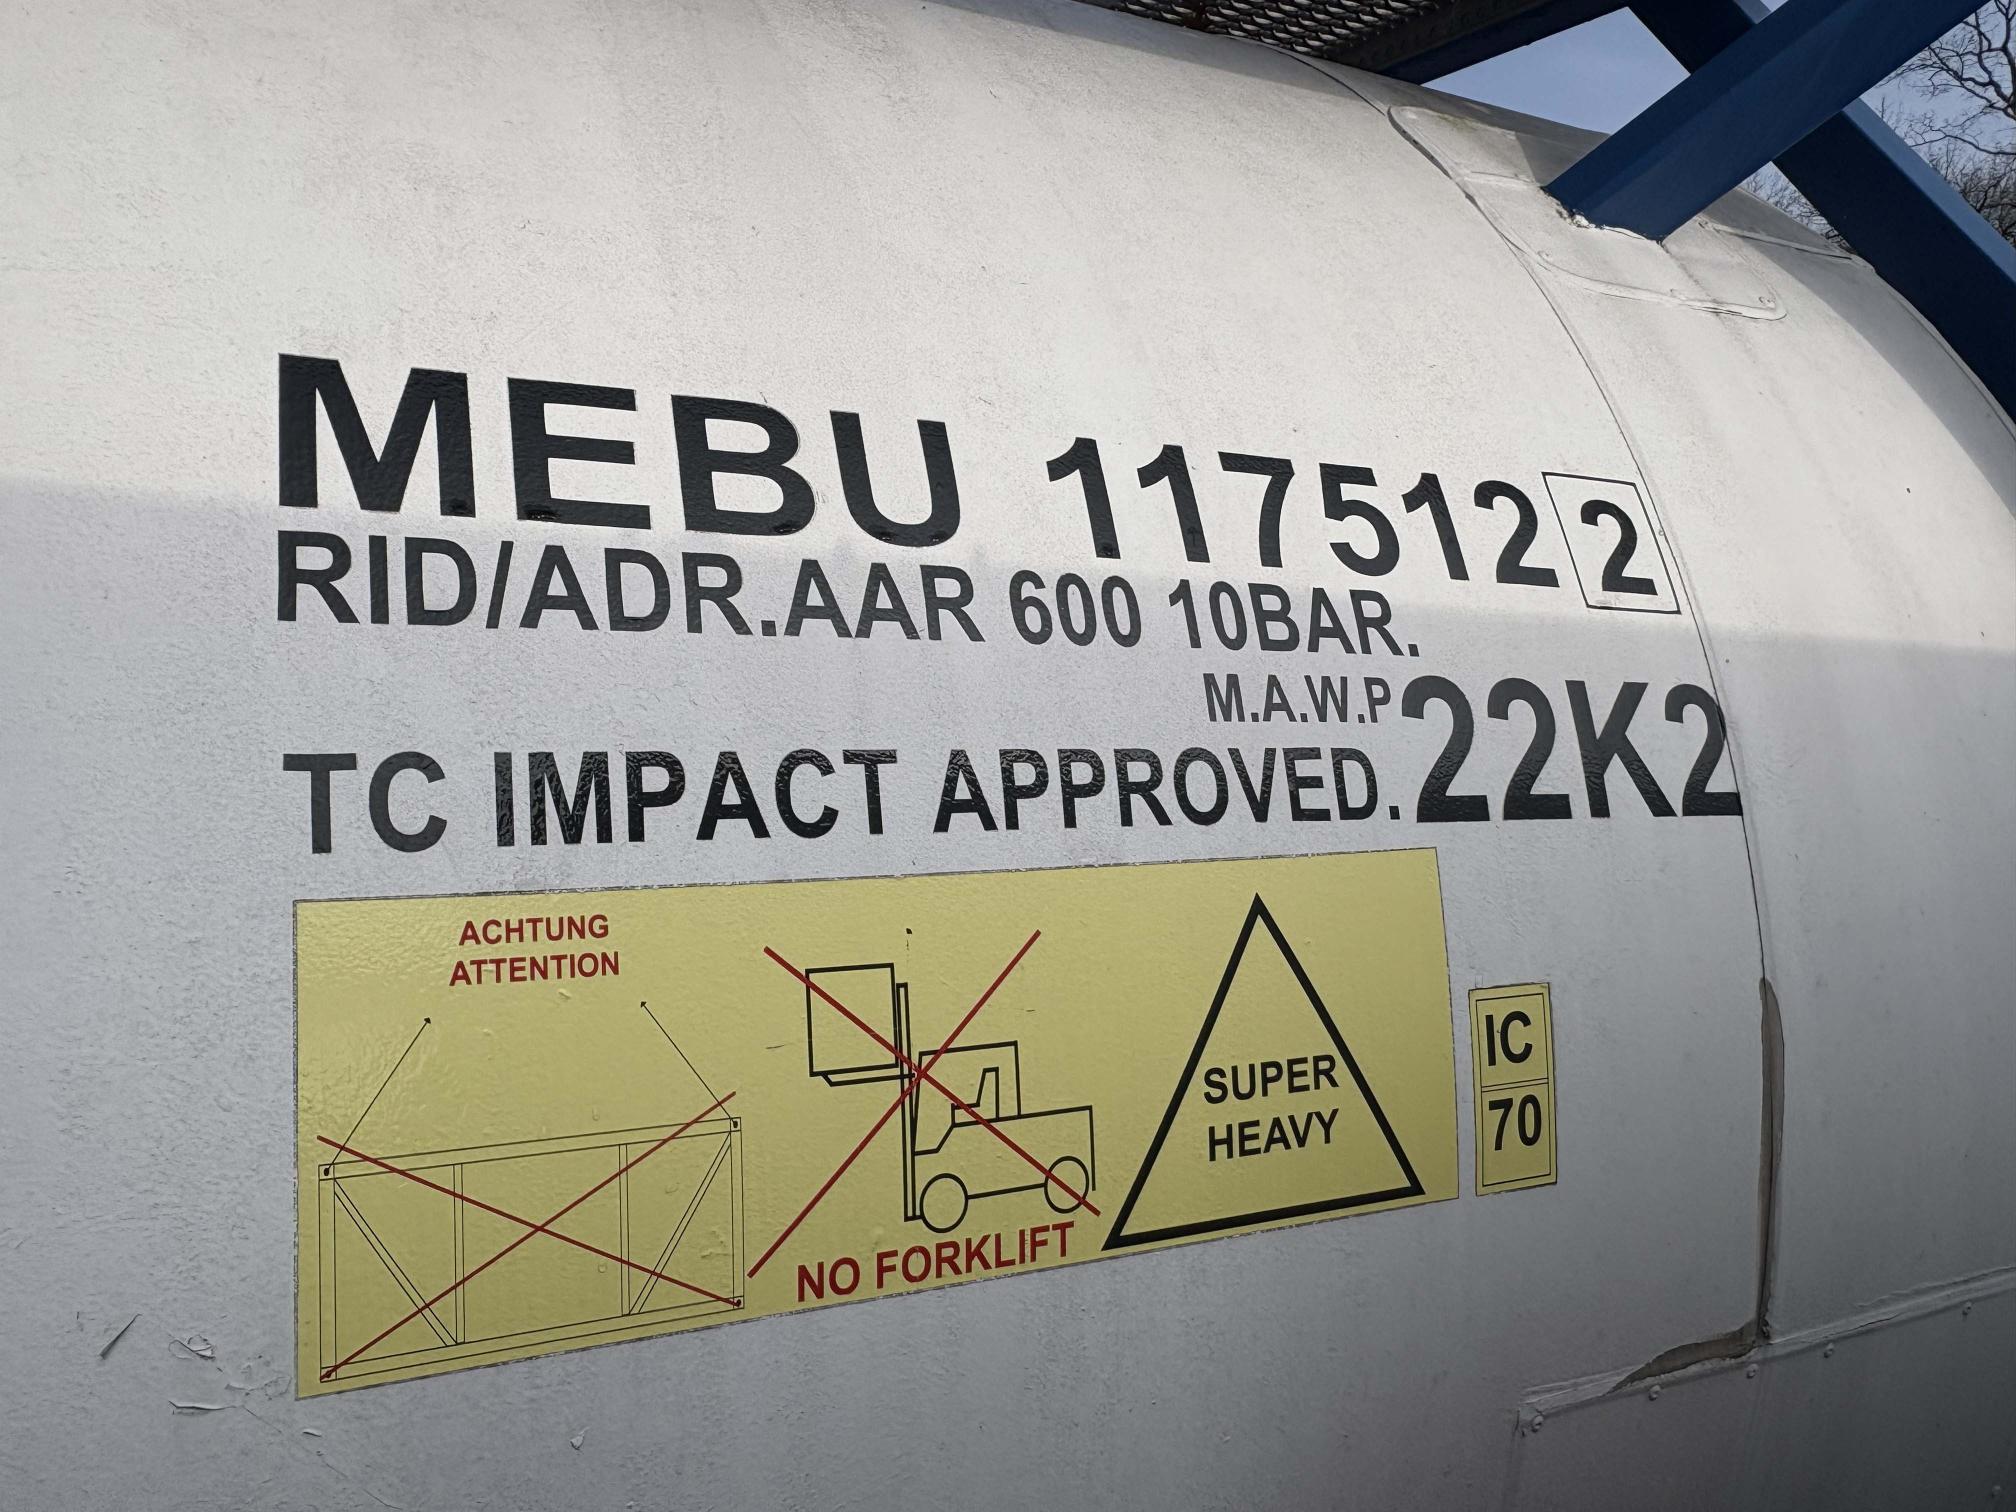 MEBU 117512 2
RID/ADR.AAR 600 10BAR.
M.A.W.P
TC IMPACT APPROVED. 22K2
ACHTUNG
ATTENTION
NO FORKLIFT
SUPER
HEAVY
IC
70